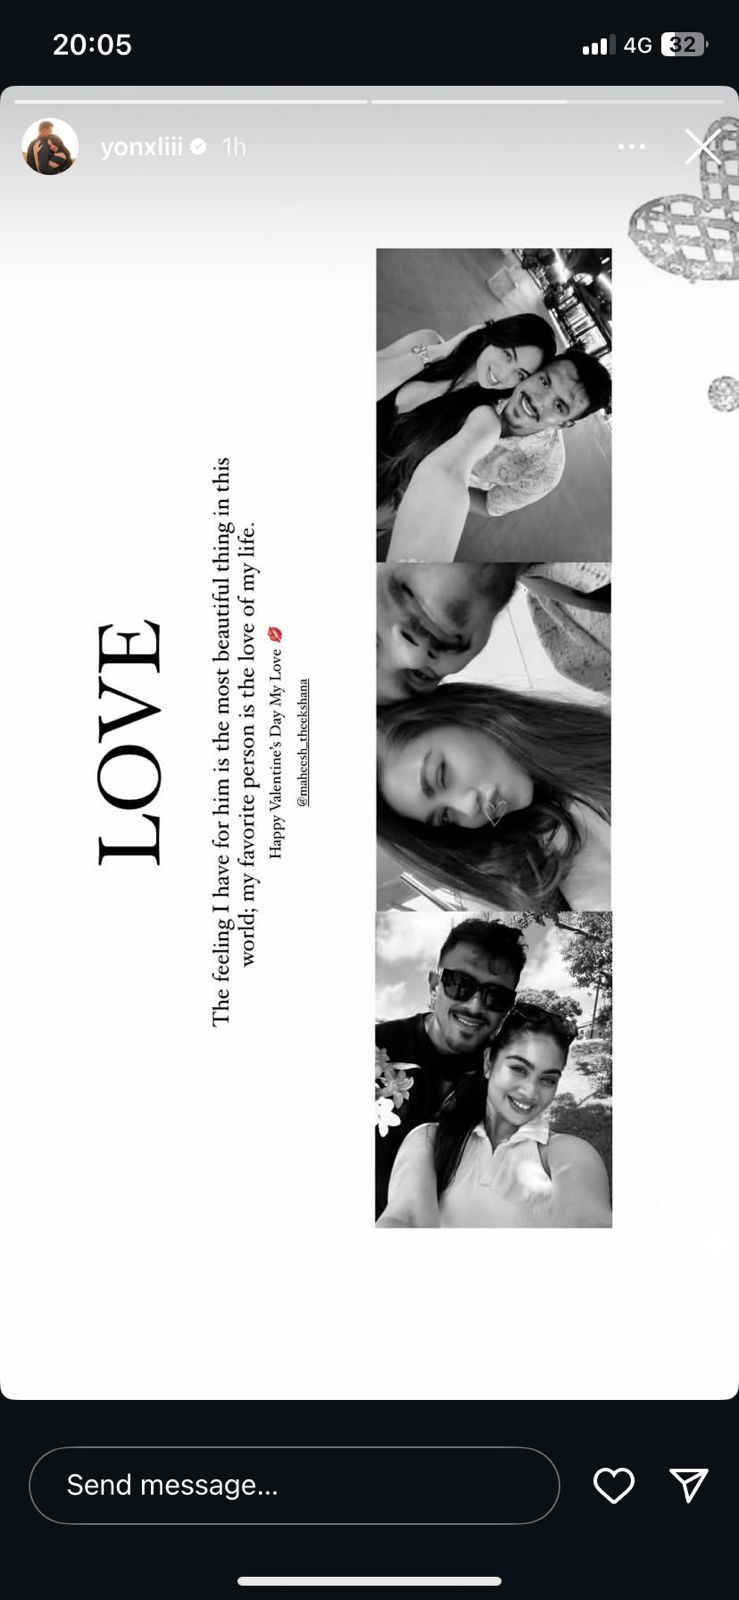 20:05
4G
32
yonxliii
1h
LOVE
The feeling I have for him is the most beautiful thing in this
world; my favorite person is the love of my life.
Happy Valentine's Day My Love 💋
@maheesh_theekshana
Send message...